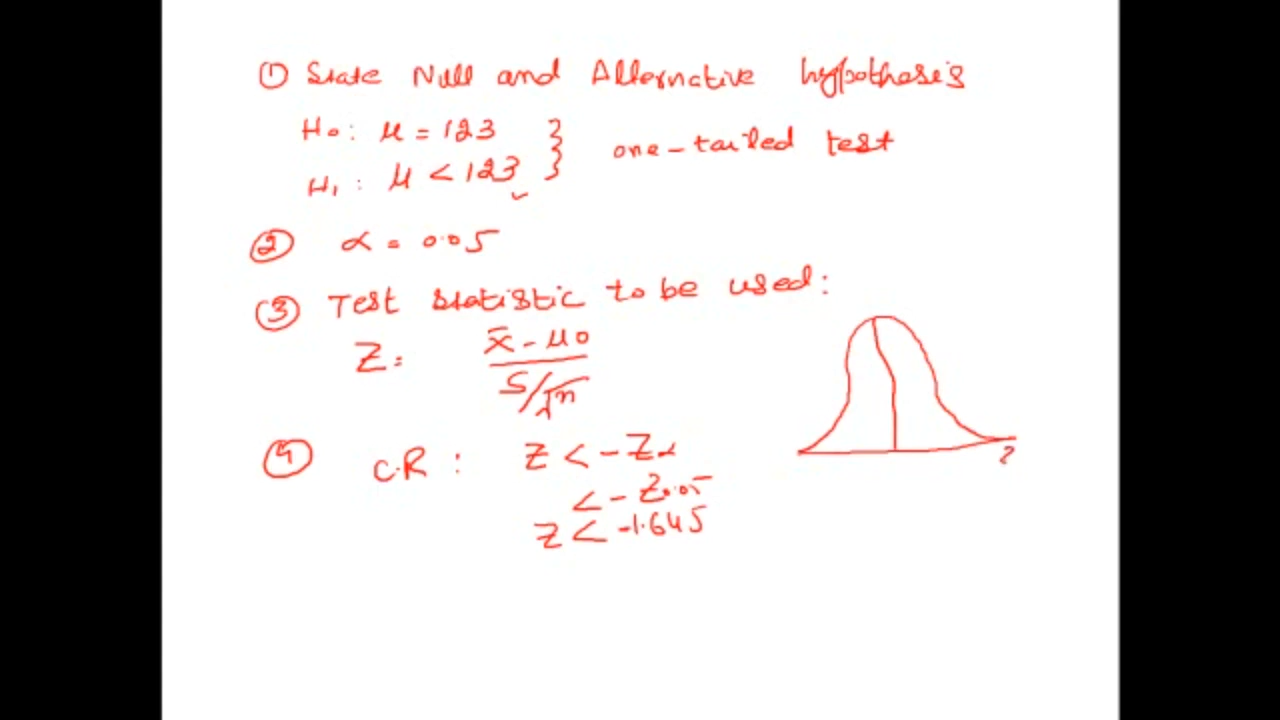 ① State Null and Alternative hypothesis
H₀: μ = 123
H₁: μ < 123 } one-tailed test
② α = 0.05
③ Test statistic to be used:
Z = x̄ - μ₀ / S/√n
④ C.R: Z < -Zα
< -Z0.05
Z < -1.645
Z